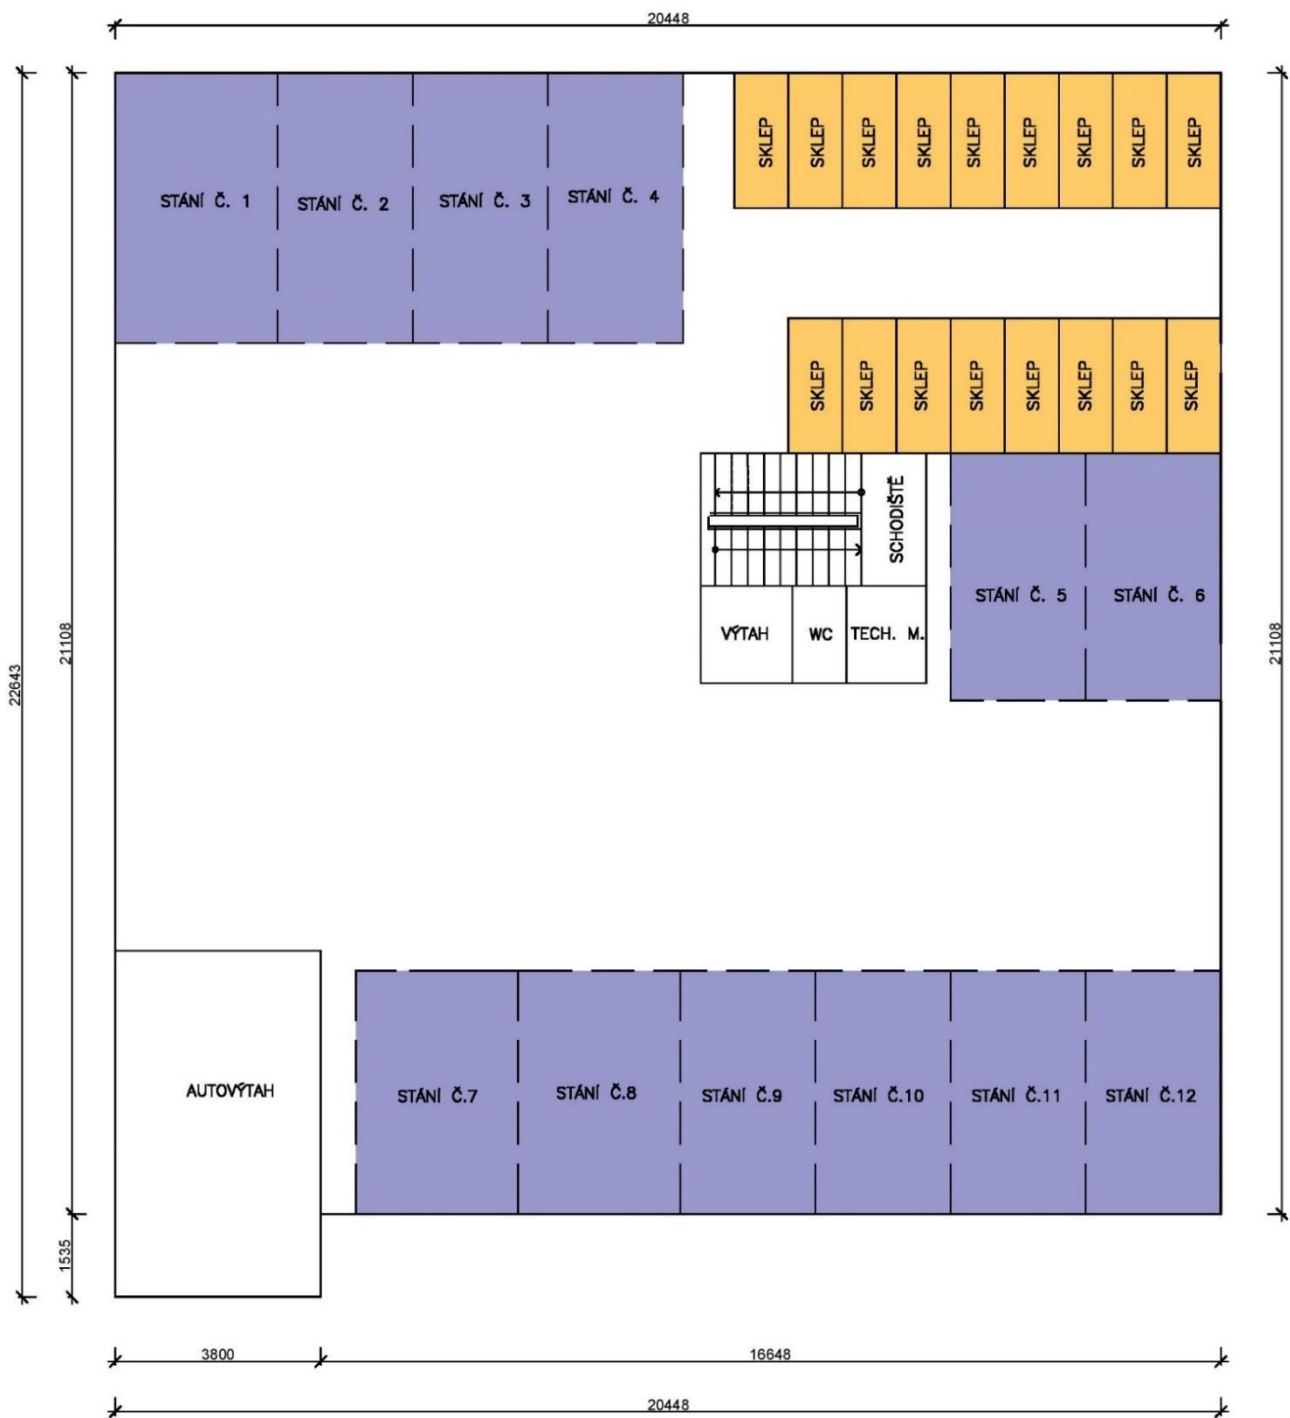 20448
SKLEP
SKLEP
SKLEP
SKLEP
SKLEP
SKLEP
SKLEP
SKLEP
SKLEP
STÁNÍ Č. 1
STÁNÍ Č. 2
STÁNÍ Č. 3
STÁNÍ Č. 4
SKLEP
SKLEP
SKLEP
SKLEP
SKLEP
SKLEP
SKLEP
SKLEP
SCHODIŠTĚ
STÁNÍ Č. 5
STÁNÍ Č. 6
VÝTAH
WC
TECH. M.
22643
21108
21108
AUTOVÝTAH
STÁNÍ Č.7
STÁNÍ Č.8
STÁNÍ Č.9
STÁNÍ Č.10
STÁNÍ Č.11
STÁNÍ Č.12
1535
3800
16648
20448